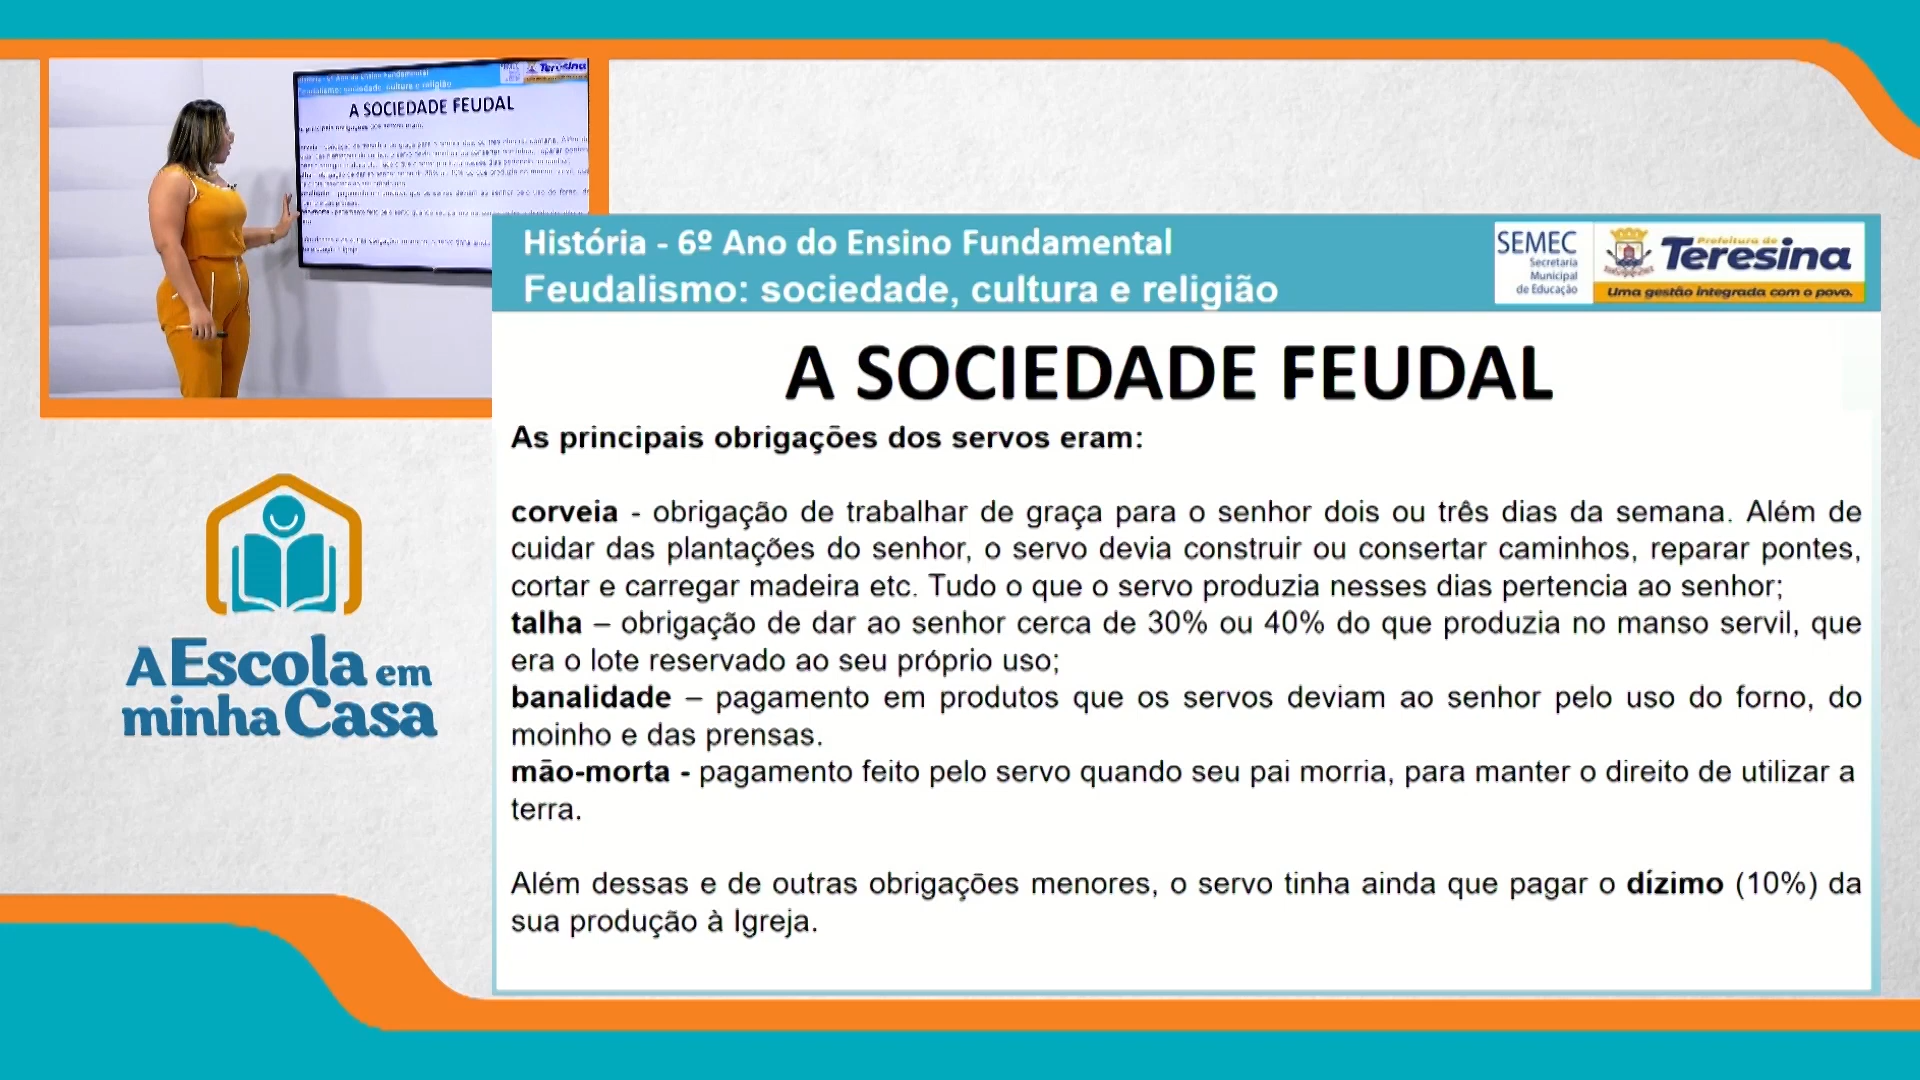 História - 6º Ano do Ensino Fundamental
Feudalismo: sociedade, cultura e religião
SEMEC
Secretaria
Municipal
de Educação
Prefeitura de
Teresina
Uma gestão integrada com o povo.
A SOCIEDADE FEUDAL
As principais obrigações dos servos eram:
corveia - obrigação de trabalhar de graça para o senhor dois ou três dias da semana. Além de
cuidar das plantações do senhor, o servo devia construir ou consertar caminhos, reparar pontes,
cortar e carregar madeira etc. Tudo o que o servo produzia nesses dias pertencia ao senhor;
talha – obrigação de dar ao senhor cerca de 30% ou 40% do que produzia no manso servil, que
era o lote reservado ao seu próprio uso;
banalidade – pagamento em produtos que os servos deviam ao senhor pelo uso do forno, do
moinho e das prensas.
mão-morta - pagamento feito pelo servo quando seu pai morria, para manter o direito de utilizar a
terra.
Além dessas e de outras obrigações menores, o servo tinha ainda que pagar o dízimo (10%) da
sua produção à Igreja.
A Escola em
minha Casa
Teresina
A SOCIEDADE FEUDAL